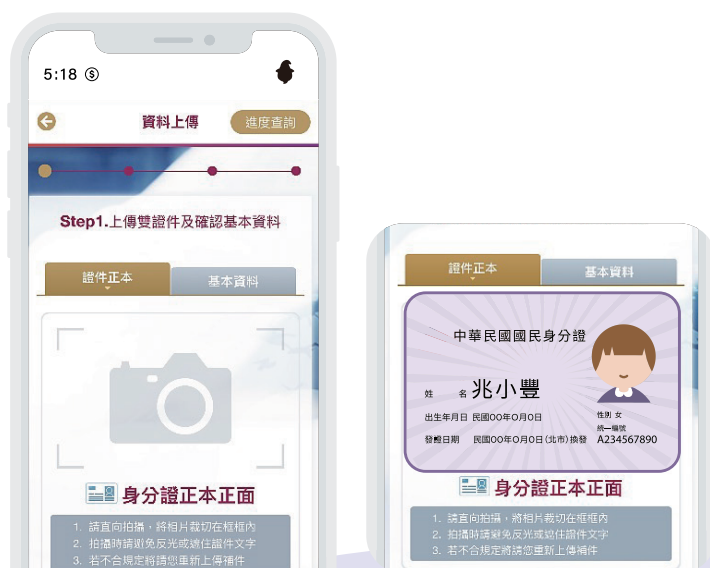 5:18
資料上傳
進度查詢
Step1.上傳雙證件及確認基本資料
證件正本
基本資料
身分證正本正面
1. 請直向拍攝，將相片裁切在框框內
2. 拍攝時請避免反光或遮住證件文字
3. 若不合規定將請您重新上傳補件
證件正本
基本資料
中華民國國民身分證
姓 名 兆小豐
出生年月日 民國00年0月0日
性別 女
統一編號
發證日期 民國00年0月0日(北市)換發 A234567890
身分證正本正面
1. 請直向拍攝，將相片裁切在框框內
2. 拍攝時請避免反光或遮住證件文字
3. 若不合規定將請您重新上傳補件